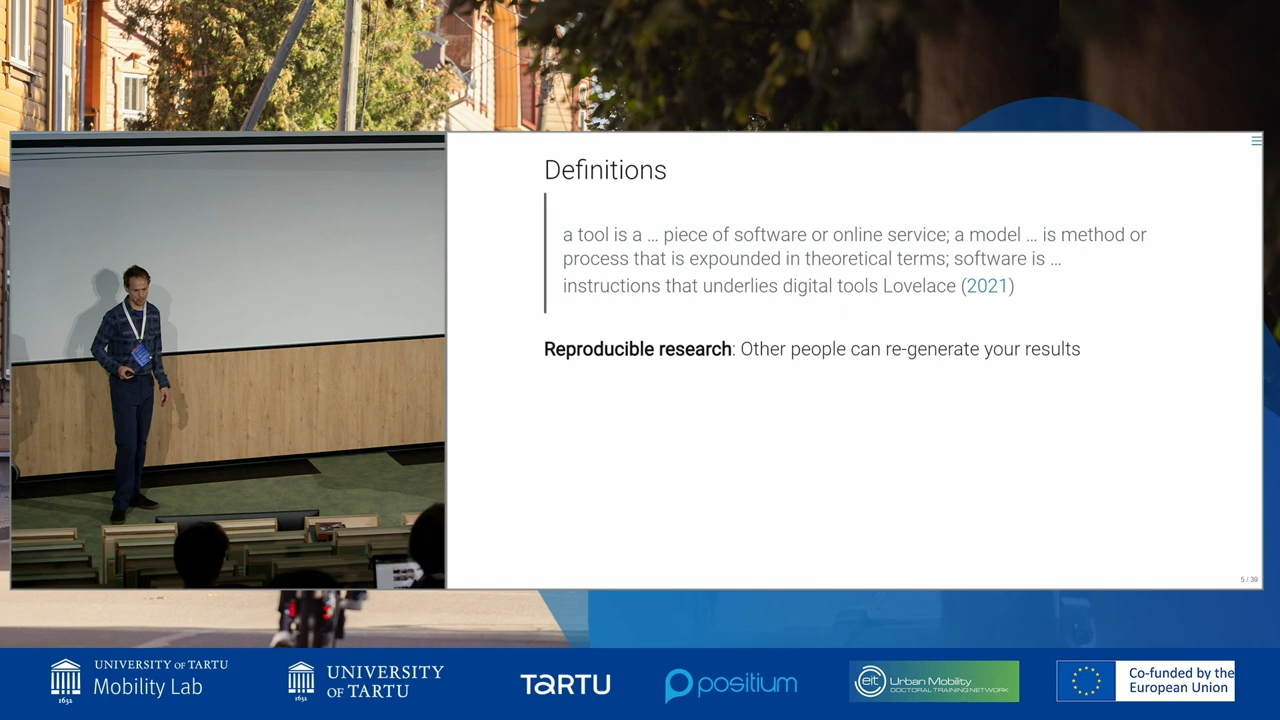 Definitions
a tool is a ... piece of software or online service; a model ... is method or
process that is expounded in theoretical terms; software is ...
instructions that underlies digital tools Lovelace (2021)
Reproducible research: Other people can re-generate your results
5 / 39
UNIVERSITY OF TARTU
Mobility Lab
1632
UNIVERSITY
OF TARTU
1632
TARTU
positium
eit Urban Mobility
DOCTORAL TRAINING NETWORK
Co-funded by the
European Union